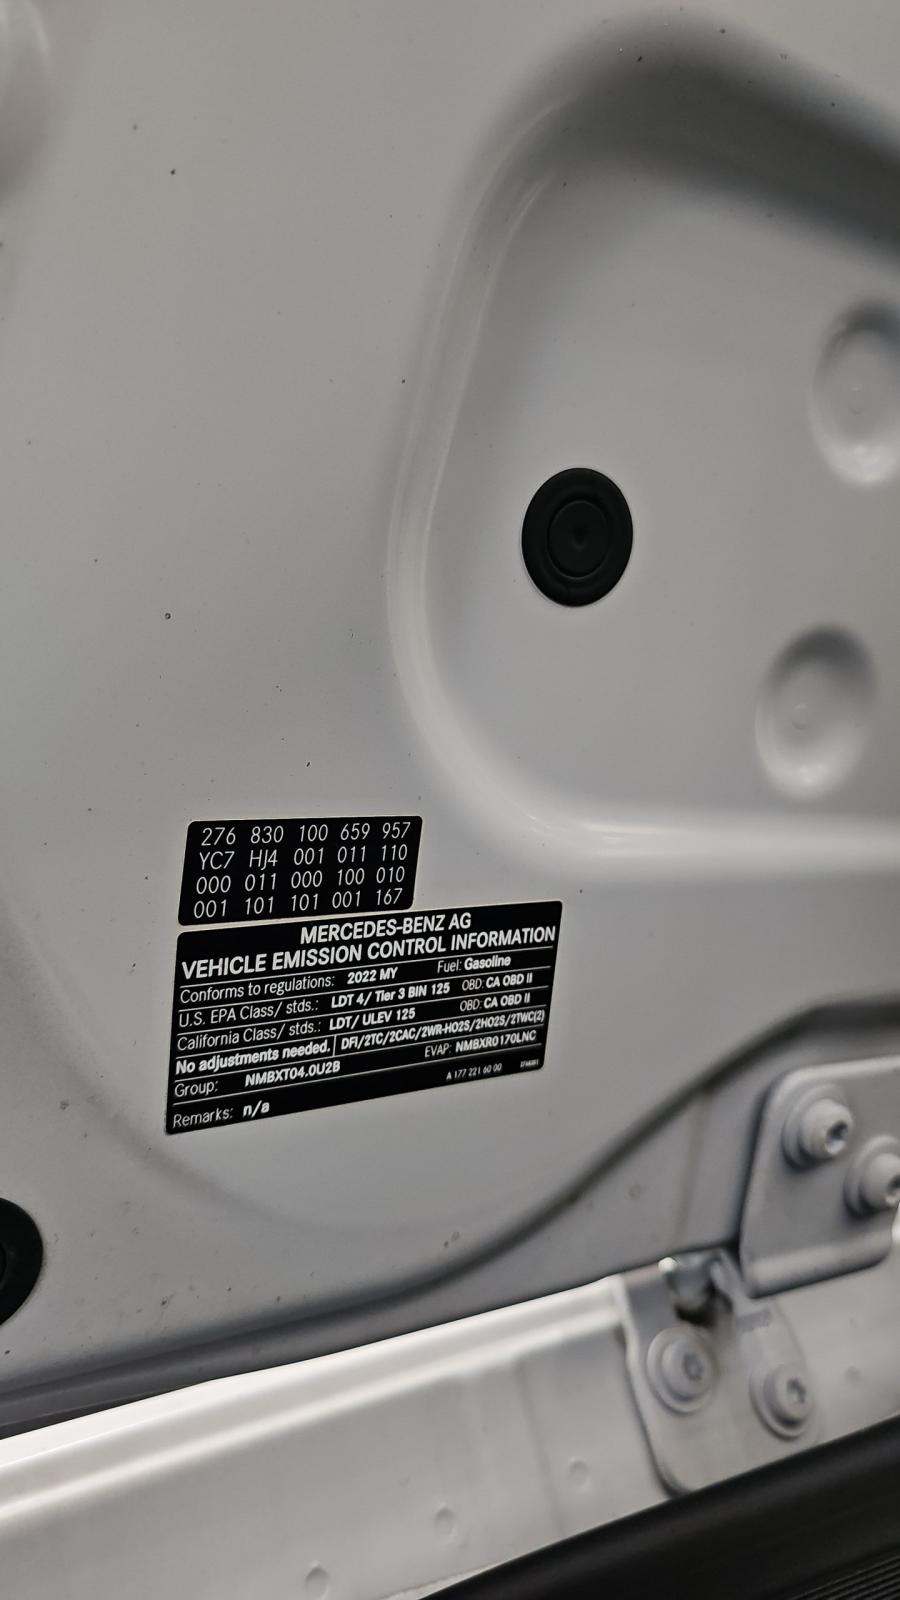 276 830 100 659 957
YC7 HJ4 001 011 110
000 011 000 100 010
001 101 101 001 167
MERCEDES-BENZ AG
VEHICLE EMISSION CONTROL INFORMATION
Conforms to regulations: 2022 MY Fuel: Gasoline
U.S. EPA Class/ stds.: LDT 4/ Tier 3 BIN 125 OBD: CA OBD II
California Class/ stds.: LDT/ ULEV 125 OBD: CA OBD II
No adjustments needed. DFI/2TC/2CAC/2WR-HO2S/2HO2S/2TWC(2)
Group: NMBXT04.0U2B EVAP: NMBXR0170LNC
Remarks: n/a A 177 221 60 00